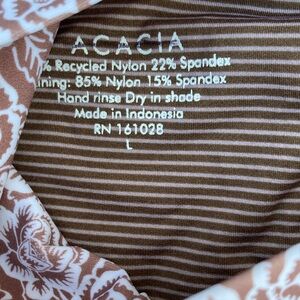 ACACIA
% Recycled Nylon 22% Spandex
ning: 85% Nylon 15% Spandex
Hand rinse Dry in shade
Made in Indonesia
RN 161028
L